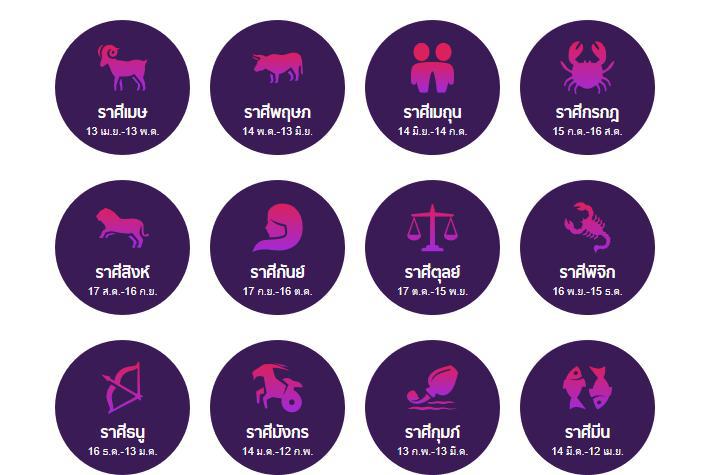 ราศีเมษ
13 เม.ย.-13 พ.ค.
ราศีพฤษภ
14 พ.ค.-13 มิ.ย.
ราศีเมถุน
14 มิ.ย.-14 ก.ค.
ราศีกรกฎ
15 ก.ค.-16 ส.ค.
ราศีสิงห์
17 ส.ค.-16 ก.ย.
ราศีกันย์
17 ก.ย.-16 ต.ค.
ราศีตุลย์
17 ต.ค.-15 พ.ย.
ราศีพิจิก
16 พ.ย.-15 ธ.ค.
ราศีธนู
16 ธ.ค.-13 ม.ค.
ราศีมังกร
14 ม.ค.-12 ก.พ.
ราศีกุมภ์
13 ก.พ.-13 มี.ค.
ราศีมีน
14 มี.ค.-12 เม.ย.